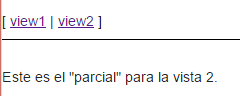 [ view1 | view2 ]
Este es el "parcial" para la vista 2.